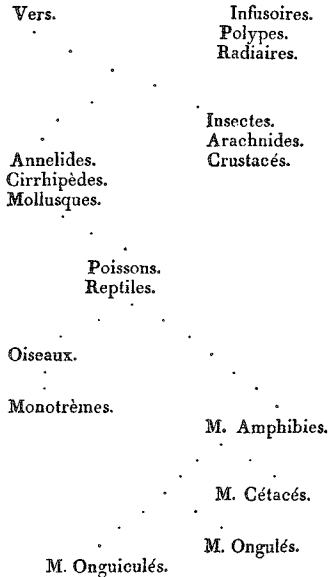 Vers.
Infusoires.
Polypes.
Radiaires.
Insectes.
Arachnides.
Crustacés.
Annelides.
Cirrhipèdes.
Mollusques.
Poissons.
Reptiles.
Oiseaux.
Monotrèmes.
M. Amphibies.
M. Cétacés.
M. Ongulés.
M. Onguiculés.